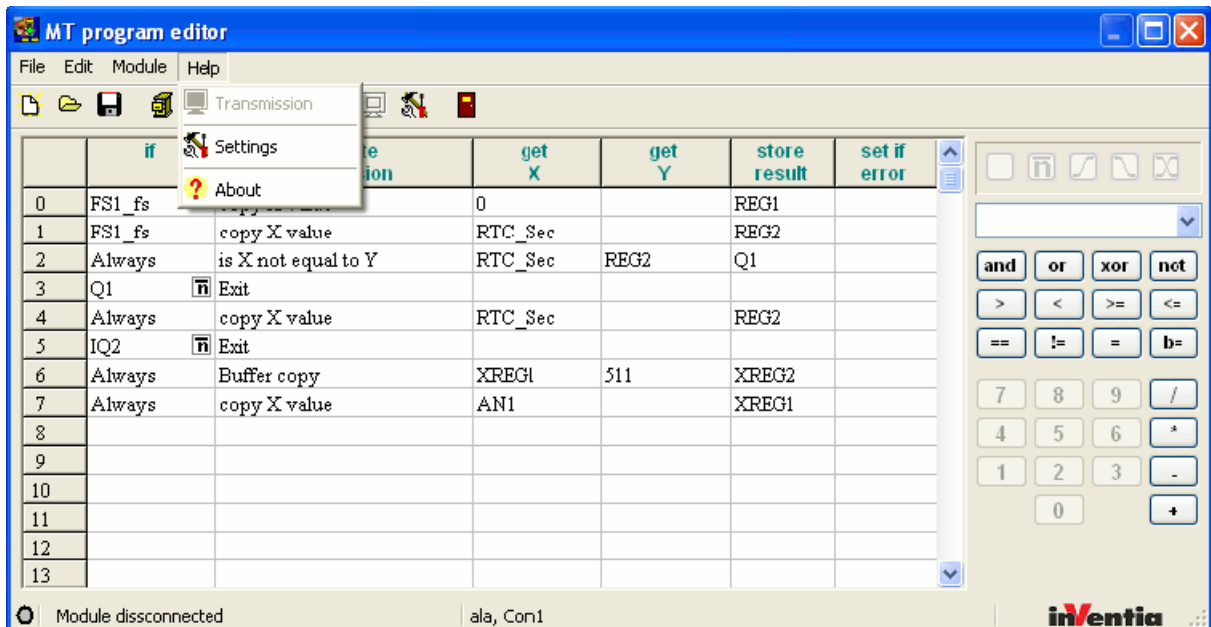 MT program editor
File Edit Module Help
Transmission
Settings
About
if te ion get X get Y store result set if error
0 FS1_fs 0 REG1
1 FS1_fs copy X value RTC_Sec REG2
2 Always is X not equal to Y RTC_Sec REG2 Q1
3 Q1 n Exit
4 Always copy X value RTC_Sec REG2
5 IQ2 n Exit
6 Always Buffer copy XREG1 511 XREG2
7 Always copy X value AN1 XREG1
8
9
10
11
12
13
n
and or xor not
> < >= <=
== != = b=
7 8 9 /
4 5 6 *
1 2 3 -
0 +
Module dissconnected ala, Con1 inVentia